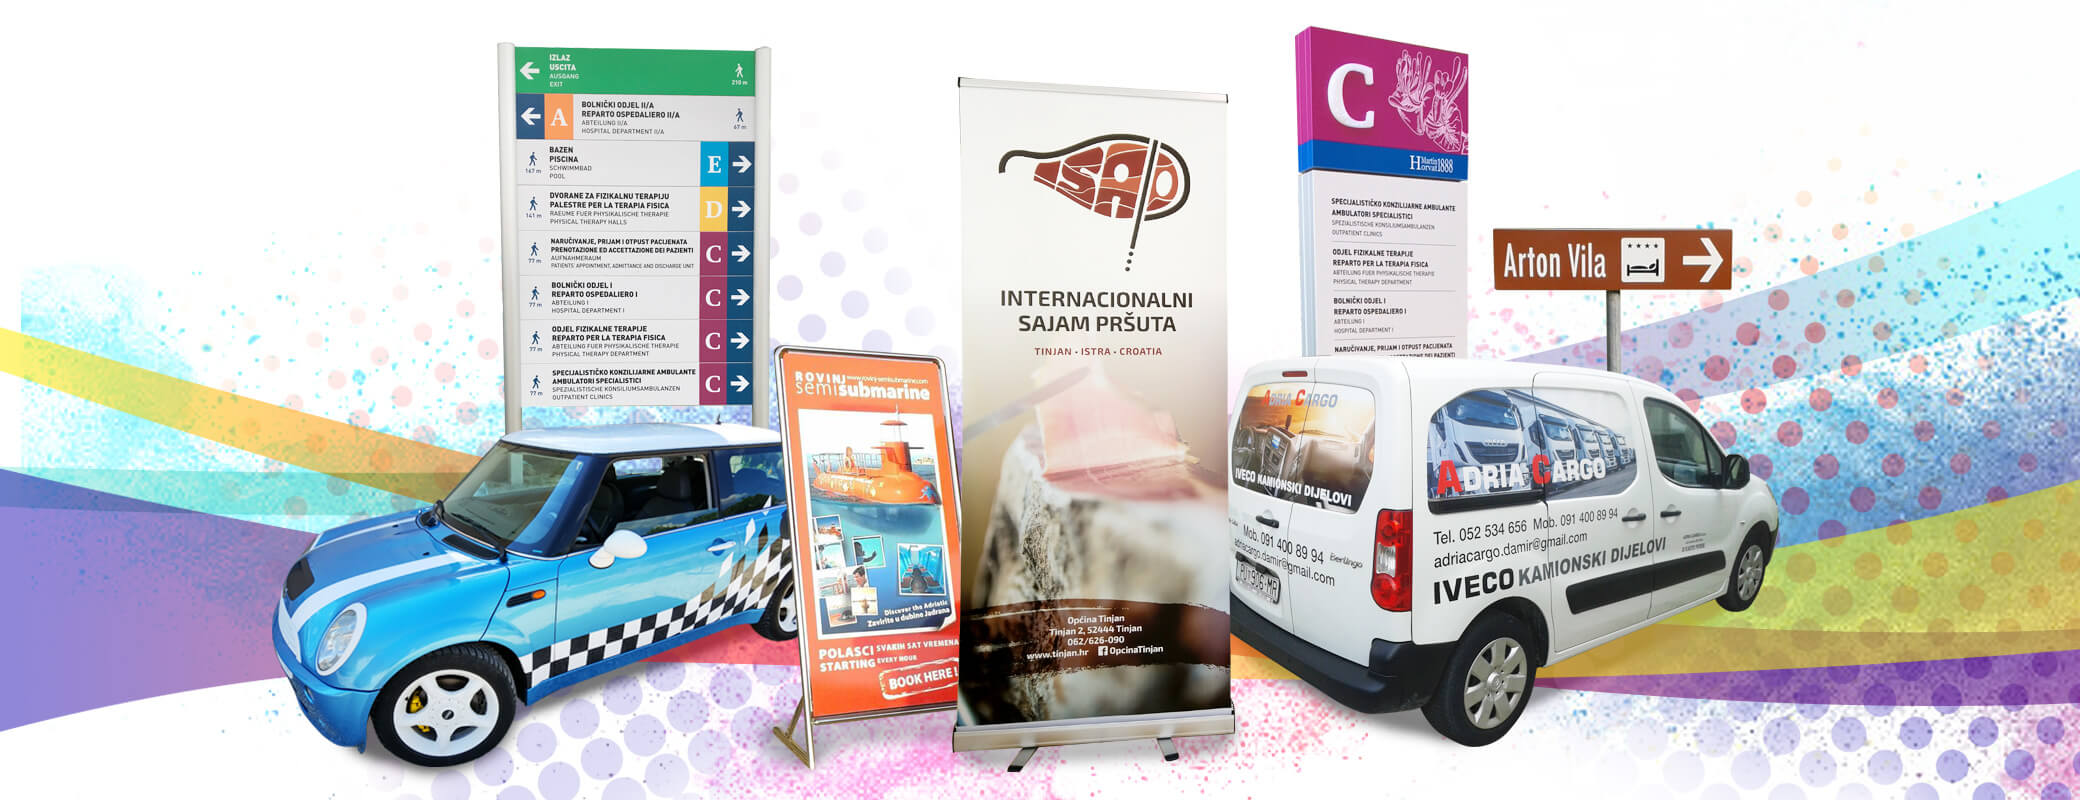 IZLAZ
USCITA
AUSGANG
EXIT
210 m
A
BOLNIČKI ODJEL II/A
REPARTO OSPEDALIERO II/A
ABTEILUNG II/A
HOSPITAL DEPARTMENT II/A
67 m
BAZEN
PISCINA
SCHWIMMBAD
POOL
167 m
E
DVORANE ZA FIZIKALNU TERAPIJU
PALESTRE PER LA TERAPIA FISICA
RAEUME FUER PHYSIKALISCHE THERAPIE
PHYSICAL THERAPY HALLS
141 m
D
NARUČIVANJE, PRIJAM I OTPUST PACIJENATA
PRENOTAZIONE ED ACCETTAZIONE DEI PAZIENTI
AUFNAHMERAUM
PATIENTS' APPOINTMENT, ADMITTANCE AND DISCHARGE UNIT
77 m
C
BOLNIČKI ODJEL I
REPARTO OSPEDALIERO I
ABTEILUNG I
HOSPITAL DEPARTMENT I
77 m
C
ODJEL FIZIKALNE TERAPIJE
REPARTO PER LA TERAPIA FISICA
ABTEILUNG FUER PHYSIKALISCHE THERAPIE
PHYSICAL THERAPY DEPARTMENT
77 m
C
SPECIJALISTIČKO KONZILIJARNE AMBULANTE
AMBULATORI SPECIALISTICI
SPEZIALISTISCHE KONSILIUMSAMBULANZEN
OUTPATIENT CLINICS
77 m
C
ROVINJ www.rovinj-semisubmarine.com
semisubmarine
Discover the Adriatic
Zavirite u dubine Jadrana
POLASCI SVAKIH SAT VREMENA
STARTING EVERY HOUR
BOOK HERE!
ISAP
INTERNACIONALNI
SAJAM PRŠUTA
TINJAN • ISTRA • CROATIA
Općina Tinjan
Tinjan 2, 52444 Tinjan
062/626-090
www.tinjan.hr OpcinaTinjan
C
Martin
Horvat 1888
SPECIJALISTIČKO KONZILIJARNE AMBULANTE
AMBULATORI SPECIALISTICI
SPEZIALISTISCHE KONSILIUMSAMBULANZEN
OUTPATIENT CLINICS
ODJEL FIZIKALNE TERAPIJE
REPARTO PER LA TERAPIA FISICA
ABTEILUNG FUER PHYSIKALISCHE THERAPIE
PHYSICAL THERAPY DEPARTMENT
BOLNIČKI ODJEL I
REPARTO OSPEDALIERO I
ABTEILUNG I
HOSPITAL DEPARTMENT I
NARUČIVANJE, PRIJAM I OTPUST PACIJENATA
Arton Vila
ADRIA CARGO
IVECO KAMIONSKI DIJELOVI
Mob. 091 400 89 94
adriacargo.damir@gmail.com
Berlingo
PU 906-MR
ADRIA CARGO
Tel. 052 534 656 Mob. 091 400 89 94
adriacargo.damir@gmail.com
IVECO KAMIONSKI DIJELOVI